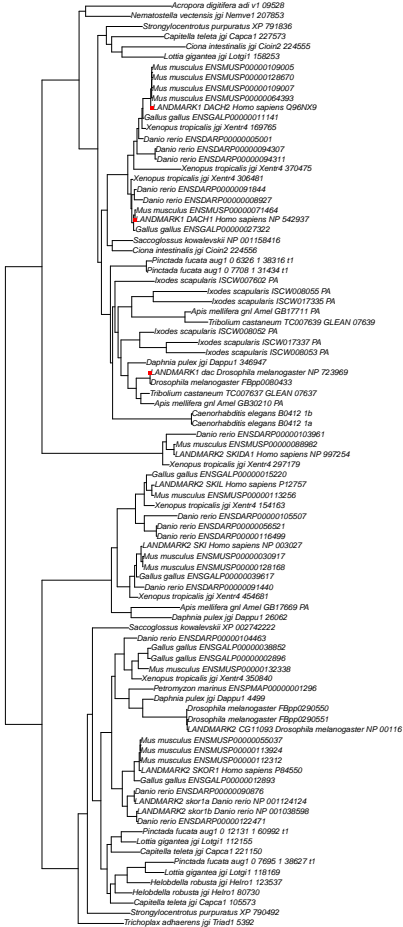 Acropora digitifera adi v1 09528
Nematostella vectensis jgi Nemve1 207853
Strongylocentrotus purpuratus XP 791836
Capitella teleta jgi Capca1 227573
Ciona intestinalis jgi Cioin2 224555
Lottia gigantea jgi Lotgi1 158253
Mus musculus ENSMUSP00000109005
Mus musculus ENSMUSP00000128670
Mus musculus ENSMUSP00000109007
Mus musculus ENSMUSP00000064393
LANDMARK1 DACH2 Homo sapiens Q96NX9
Gallus gallus ENSGALP00000011141
Xenopus tropicalis jgi Xentr4 169765
Danio rerio ENSDARP00000005001
Danio rerio ENSDARP00000094307
Danio rerio ENSDARP00000094311
Xenopus tropicalis jgi Xentr4 370475
Xenopus tropicalis jgi Xentr4 306481
Danio rerio ENSDARP00000091844
Danio rerio ENSDARP00000008927
Mus musculus ENSMUSP00000071464
LANDMARK1 DACH1 Homo sapiens NP 542937
Gallus gallus ENSGALP00000027322
Saccoglossus kowalevskii NP 001158416
Ciona intestinalis jgi Cioin2 224556
Pinctada fucata aug1 0 6326 1 38316 t1
Pinctada fucata aug1 0 7708 1 31434 t1
Ixodes scapularis ISCW007602 PA
Ixodes scapularis ISCW008055 PA
Ixodes scapularis ISCW017335 PA
Apis mellifera gnl Amel GB17711 PA
Tribolium castaneum TC007639 GLEAN 07639
Ixodes scapularis ISCW008052 PA
Ixodes scapularis ISCW017337 PA
Ixodes scapularis ISCW008053 PA
Daphnia pulex jgi Dappu1 346947
LANDMARK1 dac Drosophila melanogaster NP 723969
Drosophila melanogaster FBpp0080433
Tribolium castaneum TC007637 GLEAN 07637
Apis mellifera gnl Amel GB30210 PA
Caenorhabditis elegans B0412 1b
Caenorhabditis elegans B0412 1a
Danio rerio ENSDARP00000103961
Mus musculus ENSMUSP00000088982
LANDMARK2 SKIDA1 Homo sapiens NP 997254
Xenopus tropicalis jgi Xentr4 297179
Gallus gallus ENSGALP00000015220
LANDMARK2 SKIL Homo sapiens P12757
Mus musculus ENSMUSP00000113256
Xenopus tropicalis jgi Xentr4 154163
Danio rerio ENSDARP00000105507
Danio rerio ENSDARP00000056521
Danio rerio ENSDARP00000116499
LANDMARK2 SKI Homo sapiens NP 003027
Mus musculus ENSMUSP00000030917
Mus musculus ENSMUSP00000128168
Gallus gallus ENSGALP00000039617
Danio rerio ENSDARP00000091440
Xenopus tropicalis jgi Xentr4 454681
Apis mellifera gnl Amel GB17669 PA
Daphnia pulex jgi Dappu1 26062
Saccoglossus kowalevskii XP 002742222
Danio rerio ENSDARP00000104463
Gallus gallus ENSGALP00000038852
Gallus gallus ENSGALP00000002896
Mus musculus ENSMUSP00000132338
Xenopus tropicalis jgi Xentr4 350840
Petromyzon marinus ENSPMAP00000001296
Daphnia pulex jgi Dappu1 4499
Drosophila melanogaster FBpp0290550
Drosophila melanogaster FBpp0290551
LANDMARK2 CG11093 Drosophila melanogaster NP 00116
Mus musculus ENSMUSP00000055037
Mus musculus ENSMUSP00000113924
Mus musculus ENSMUSP00000112312
LANDMARK2 SKOR1 Homo sapiens P84550
Gallus gallus ENSGALP00000012893
Danio rerio ENSDARP00000090876
LANDMARK2 skor1a Danio rerio NP 001124124
LANDMARK2 skor1b Danio rerio NP 001038598
Danio rerio ENSDARP00000122471
Pinctada fucata aug1 0 12131 1 60992 t1
Lottia gigantea jgi Lotgi1 112155
Capitella teleta jgi Capca1 221150
Pinctada fucata aug1 0 7695 1 38627 t1
Lottia gigantea jgi Lotgi1 118169
Helobdella robusta jgi Helro1 123537
Helobdella robusta jgi Helro1 80730
Capitella teleta jgi Capca1 105573
Strongylocentrotus purpuratus XP 790492
Trichoplax adhaerens jgi Triad1 5392